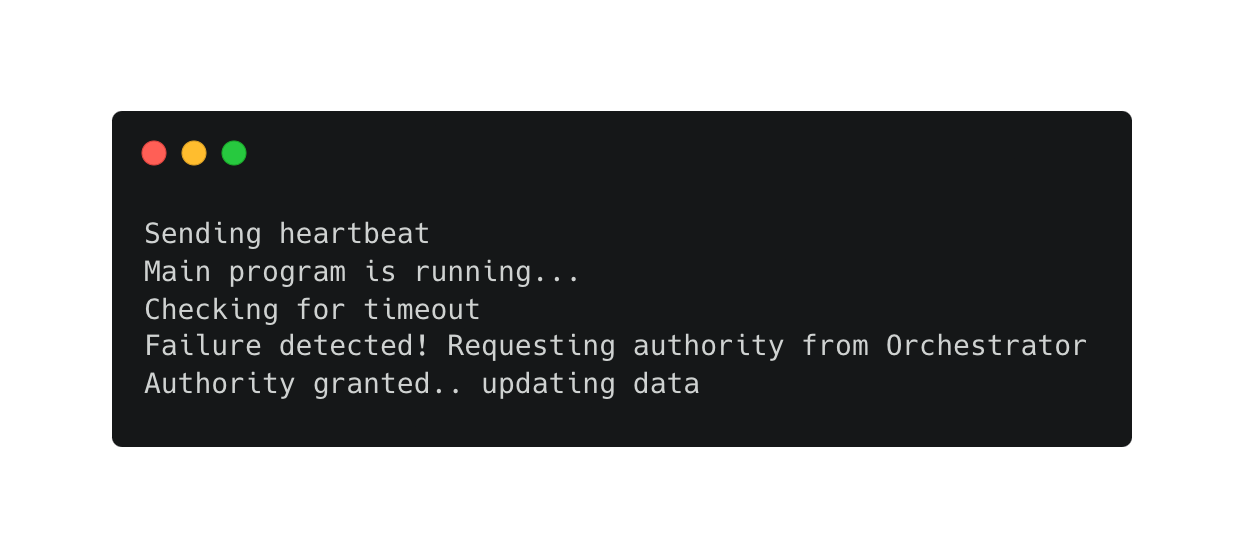 Sending heartbeat
Main program is running...
Checking for timeout
Failure detected! Requesting authority from Orchestrator
Authority granted.. updating data